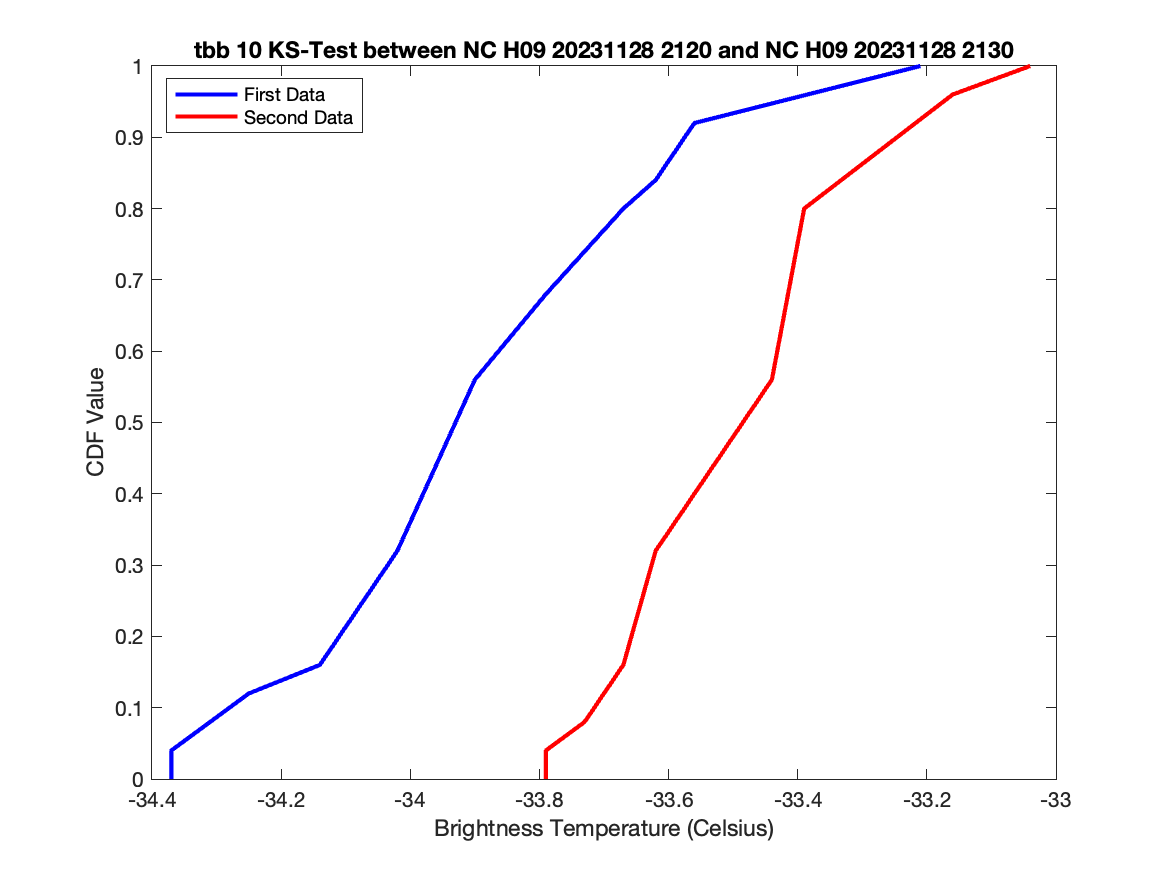 tbb 10 KS-Test between NC H09 20231128 2120 and NC H09 20231128 2130
First Data
Second Data
1
0.9
0.8
0.7
0.6
0.5
0.4
0.3
0.2
0.1
0
CDF Value
-34.4 -34.2 -34 -33.8 -33.6 -33.4 -33.2 -33
Brightness Temperature (Celsius)